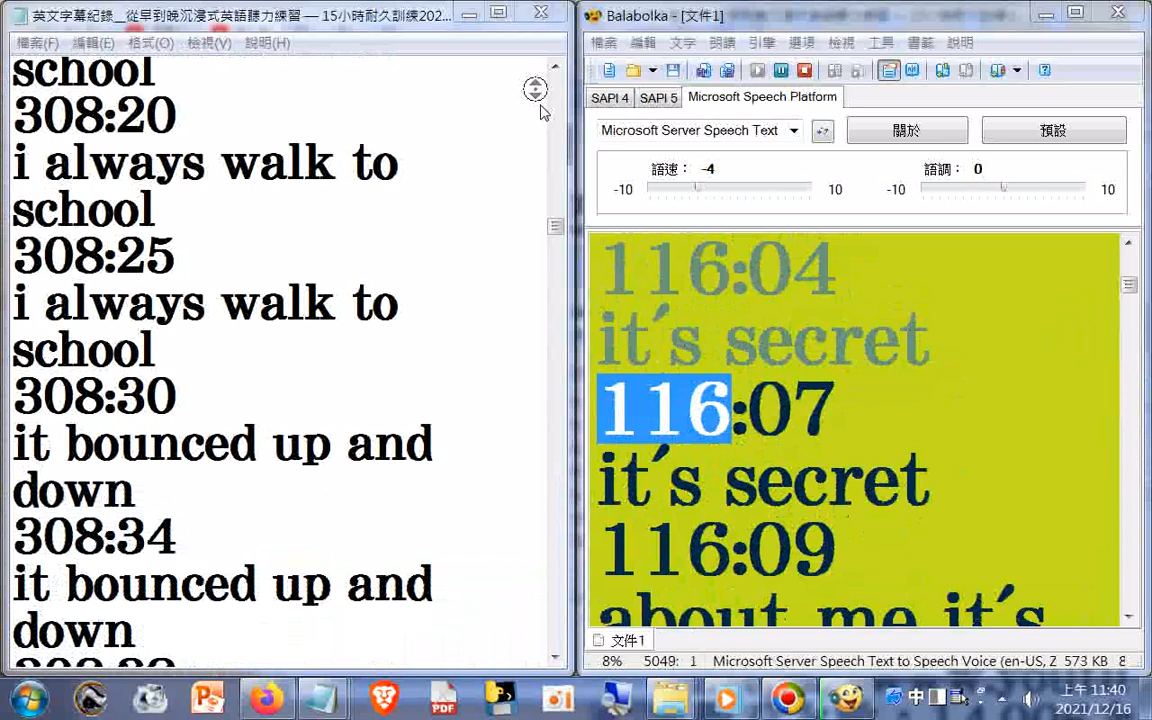 英文字幕紀錄__從早到晚沉浸式英語聽力練習 — 15小時耐久訓練202...
檔案(F) 編輯(E) 格式(O) 檢視(V) 說明(H)
school
308:20
i always walk to
school
308:25
i always walk to
school
308:30
it bounced up and
down
308:34
it bounced up and
down
Balabolka - [文件1]
檔案 編輯 文字 朗讀 引擎 選項 檢視 工具 書籤 說明
SAPI 4 SAPI 5 Microsoft Speech Platform
Microsoft Server Speech Text 關於 預設
語速: -4 語調: 0
-10 10 -10 10
116:04
it´s secret
116:07
it´s secret
116:09
about me it´s
文件1
8% 5049: 1 Microsoft Server Speech Text to Speech Voice (en-US, Z 573 KB 8
PDF 中 上午 11:40
2021/12/16